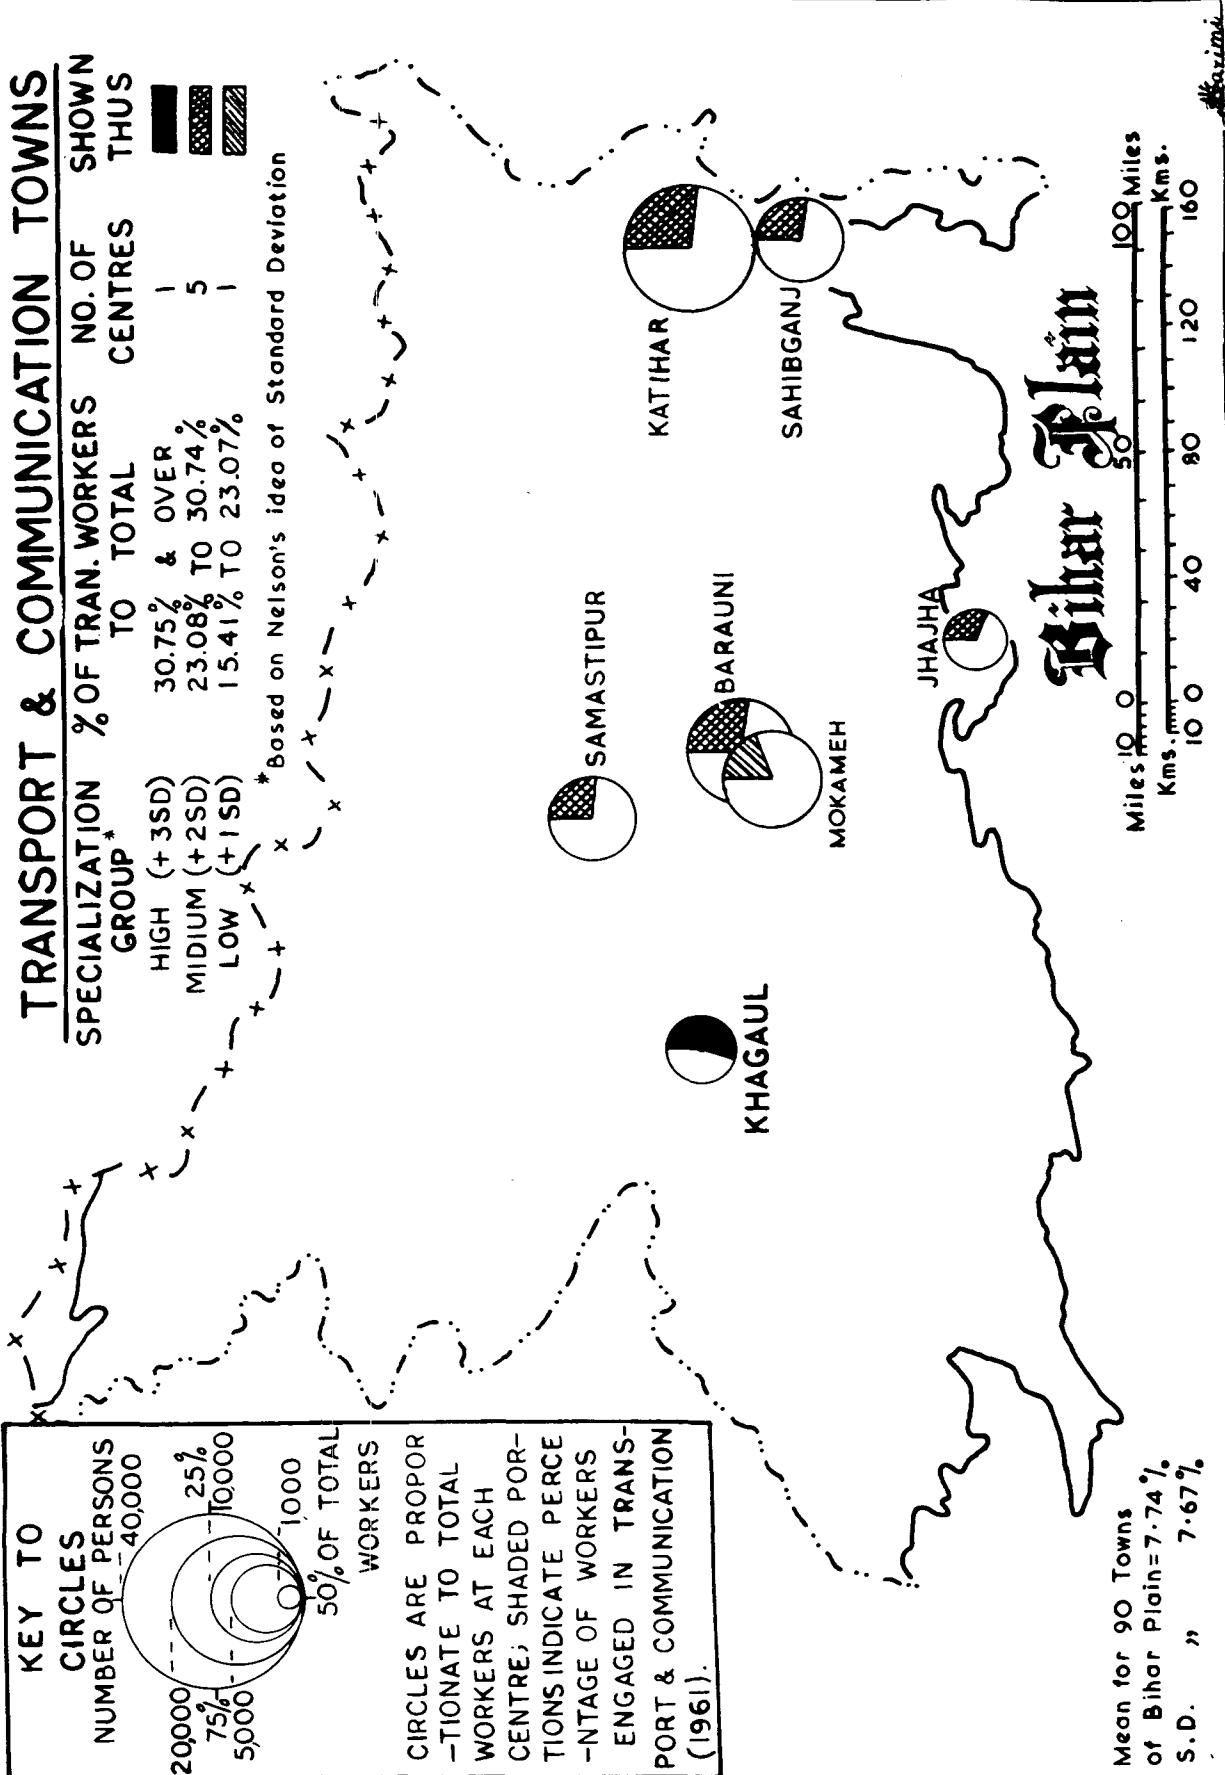 TRANSPORT & COMMUNICATION TOWNS
SPECIALIZATION % OF TRAN. WORKERS NO. OF SHOWN
GROUP* TO TOTAL CENTRES THUS
HIGH (+3SD) 30.75% & OVER 1
MIDIUM (+2SD) 23.08% TO 30.74% 5
LOW (+1SD) 15.41% TO 23.07% 1
*Based on Nelson's idea of Standard Deviation
KEY TO
CIRCLES
NUMBER OF PERSONS
40,000
20,000
25%
75%
10,000
5,000
1000
50% OF TOTAL
WORKERS
CIRCLES ARE PROPOR
-TIONATE TO TOTAL
WORKERS AT EACH
CENTRE; SHADED POR-
TIONS INDICATE PERCE
-NTAGE OF WORKERS
ENGAGED IN TRANS-
PORT & COMMUNICATION
(1961).
SAMASTIPUR
KATIHAR
SAHIBGANJ
BARAUNI
MOKAMEH
KHAGAUL
JHAJHA
Bihar Plain
Miles 10 0 50 100 Miles
Kms. Kms.
10 0 40 80 120 160
Mean for 90 Towns
of Bihar Plain=7.74%
S.D. " 7.67%
Karimi